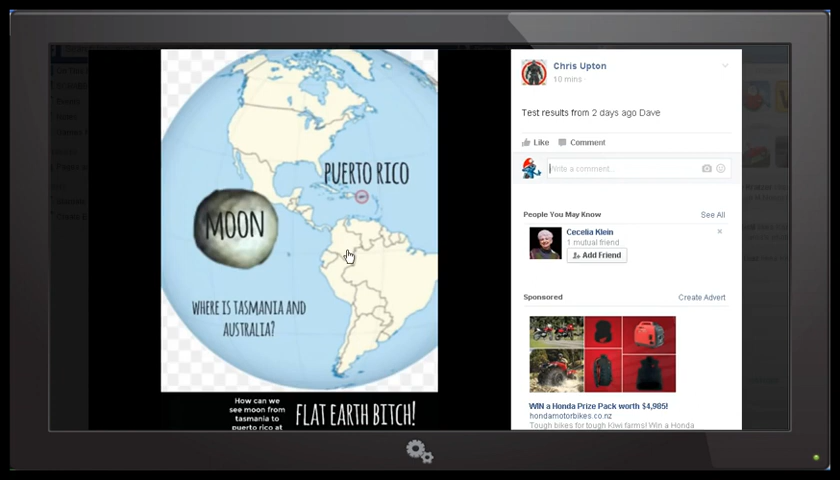 PUERTO RICO
MOON
WHERE IS TASMANIA AND
AUSTRALIA?
How can we
see moon from
tasmania to
puerto rico at
FLAT EARTH BITCH!
Chris Upton
10 mins ·
Test results from 2 days ago Dave
Like Comment
Write a comment...
People You May Know
See All
Cecelia Klein
1 mutual friend
Add Friend
Sponsored
Create Advert
WIN a Honda Prize Pack worth $4,985!
hondamotorbikes.co.nz
Tough bikes for tough Kiwi farms! Win a Honda